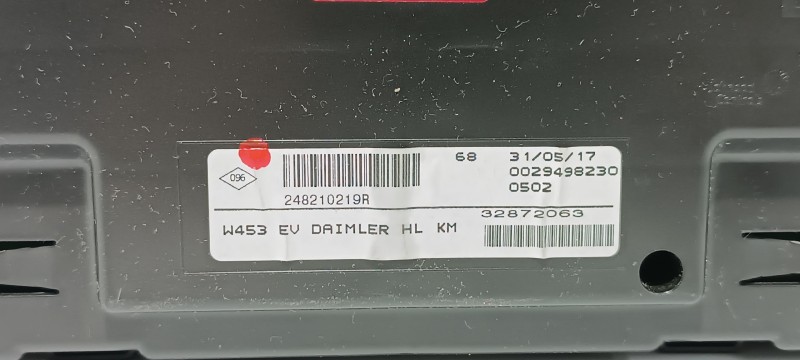 68 31/05/17
096
0029498230
248210219R
0502
32872063
W453 EV DAIMLER HL KM